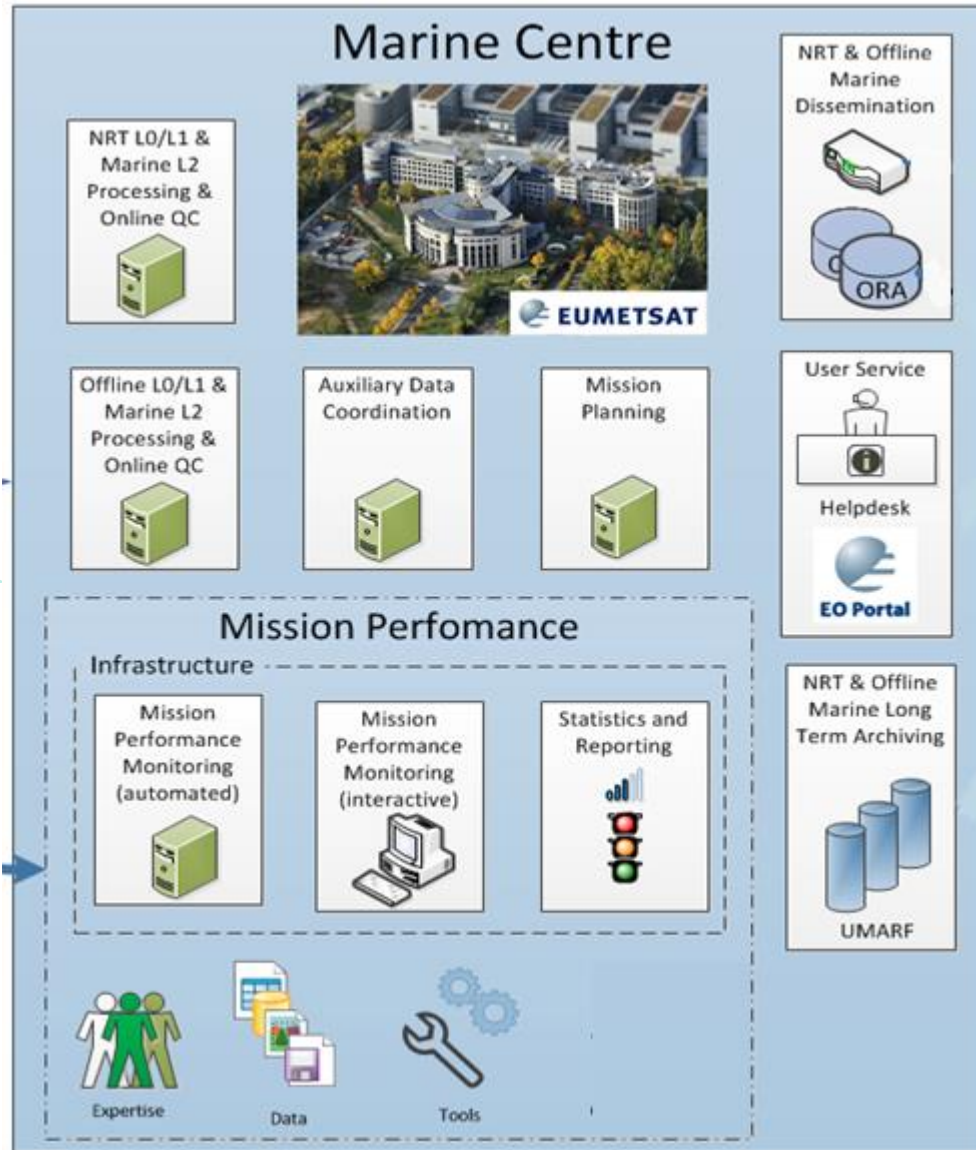 Marine Centre
NRT L0/L1 &
Marine L2
Processing &
Online QC
EUMETSAT
NRT & Offline
Marine
Dissemination
ORA
Offline L0/L1 &
Marine L2
Processing &
Online QC
Auxiliary Data
Coordination
Mission
Planning
User Service
i
Helpdesk
EO Portal
Mission Perfomance
Infrastructure
Mission
Performance
Monitoring
(automated)
Mission
Performance
Monitoring
(interactive)
Statistics and
Reporting
NRT & Offline
Marine Long
Term Archiving
UMARF
Expertise
Data
Tools